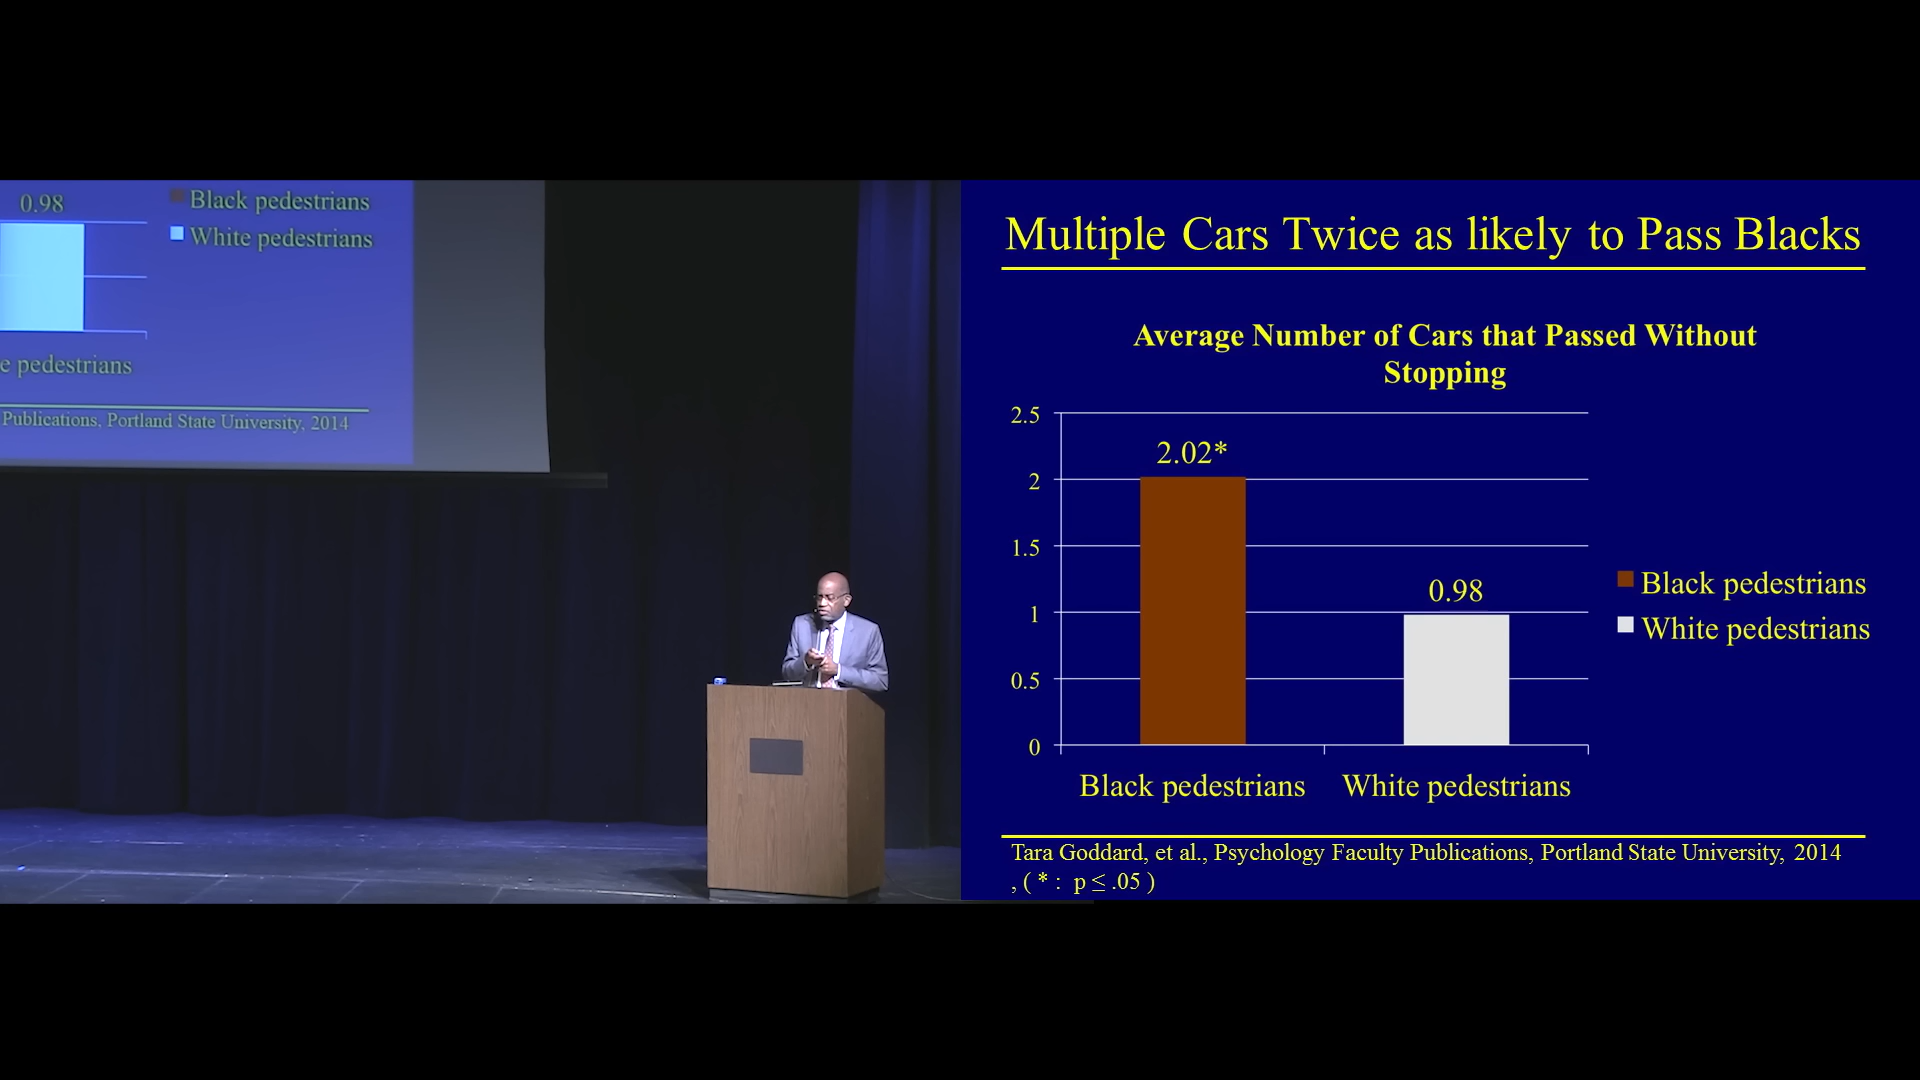 0.98
Black pedestrians
White pedestrians
e pedestrians
Publications, Portland State University, 2014
Multiple Cars Twice as likely to Pass Blacks
Average Number of Cars that Passed Without
Stopping
2.5
2.02*
2
1.5
0.98
1
Black pedestrians
White pedestrians
0.5
0
Black pedestrians White pedestrians
Tara Goddard, et al., Psychology Faculty Publications, Portland State University, 2014
, ( * : p ≤ .05 )